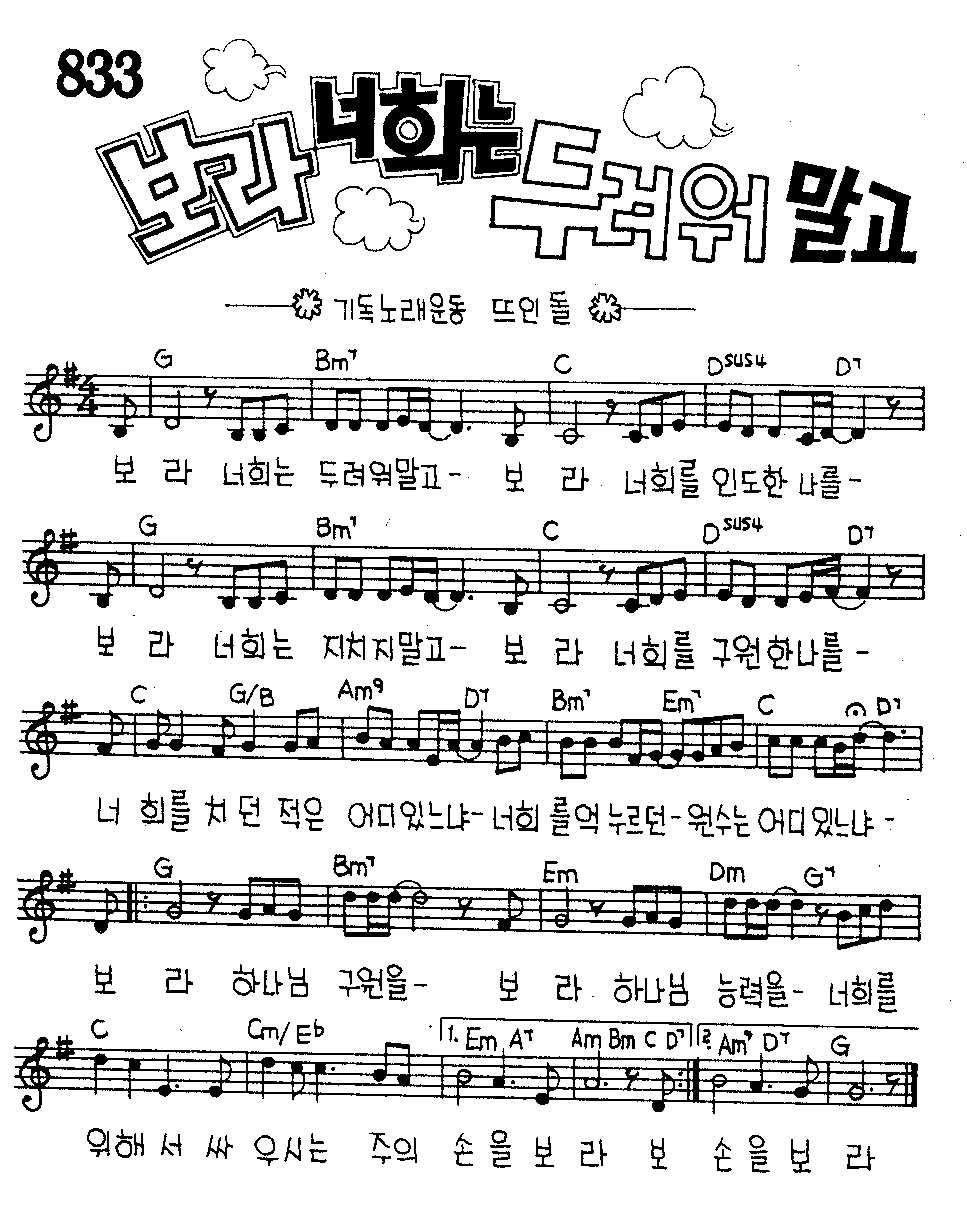 833
보라 너희는 두려워 말고
기독노래운동 뜨인돌
G Bm7 C Dsus4 D7
4/4
보 라 너희는 두려워말고- 보 라 너희를 인도한 나를-
G Bm7 C Dsus4 D7
보 라 너희는 지치지말고- 보 라 너희를 구원한나를-
C G/B Am9 D7 Bm7 Em7 C D7
너 희를 치 던 적은 어디있느냐- 너희 를억 누르던- 원수는 어디있느냐-
G Bm7 Em Dm G7
보 라 하나님 구원을- 보 라 하나님 능력을- 너희를
C Cm/Eb 1. Em A7 Am Bm C D7 2. Am7 D7 G
위해 서 싸 우시는 주의 손 을 보 라 보 손 을 보 라